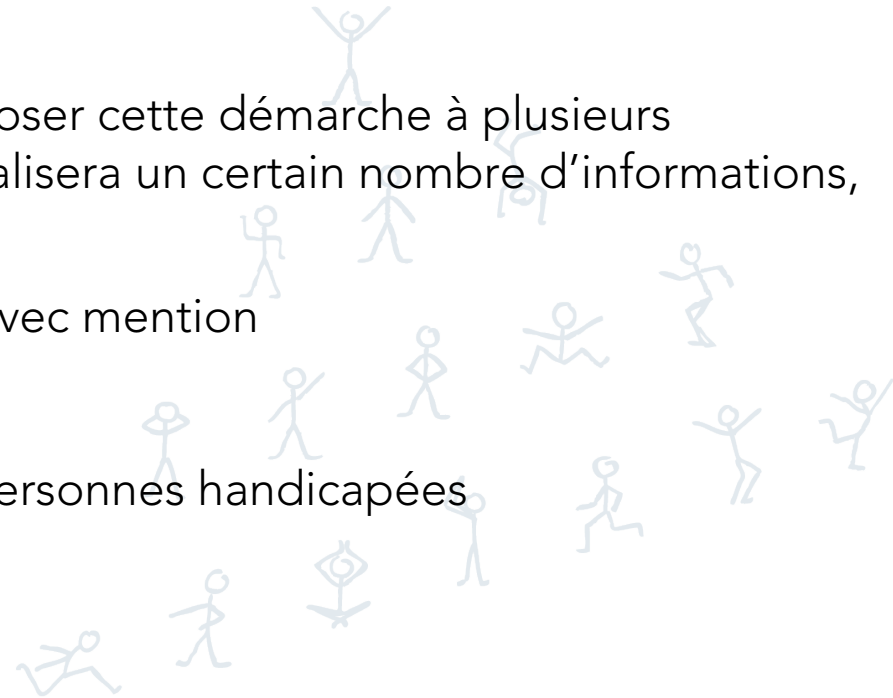 oser cette démarche à plusieurs
alisera un certain nombre d’informations,
vec mention
ersonnes handicapées